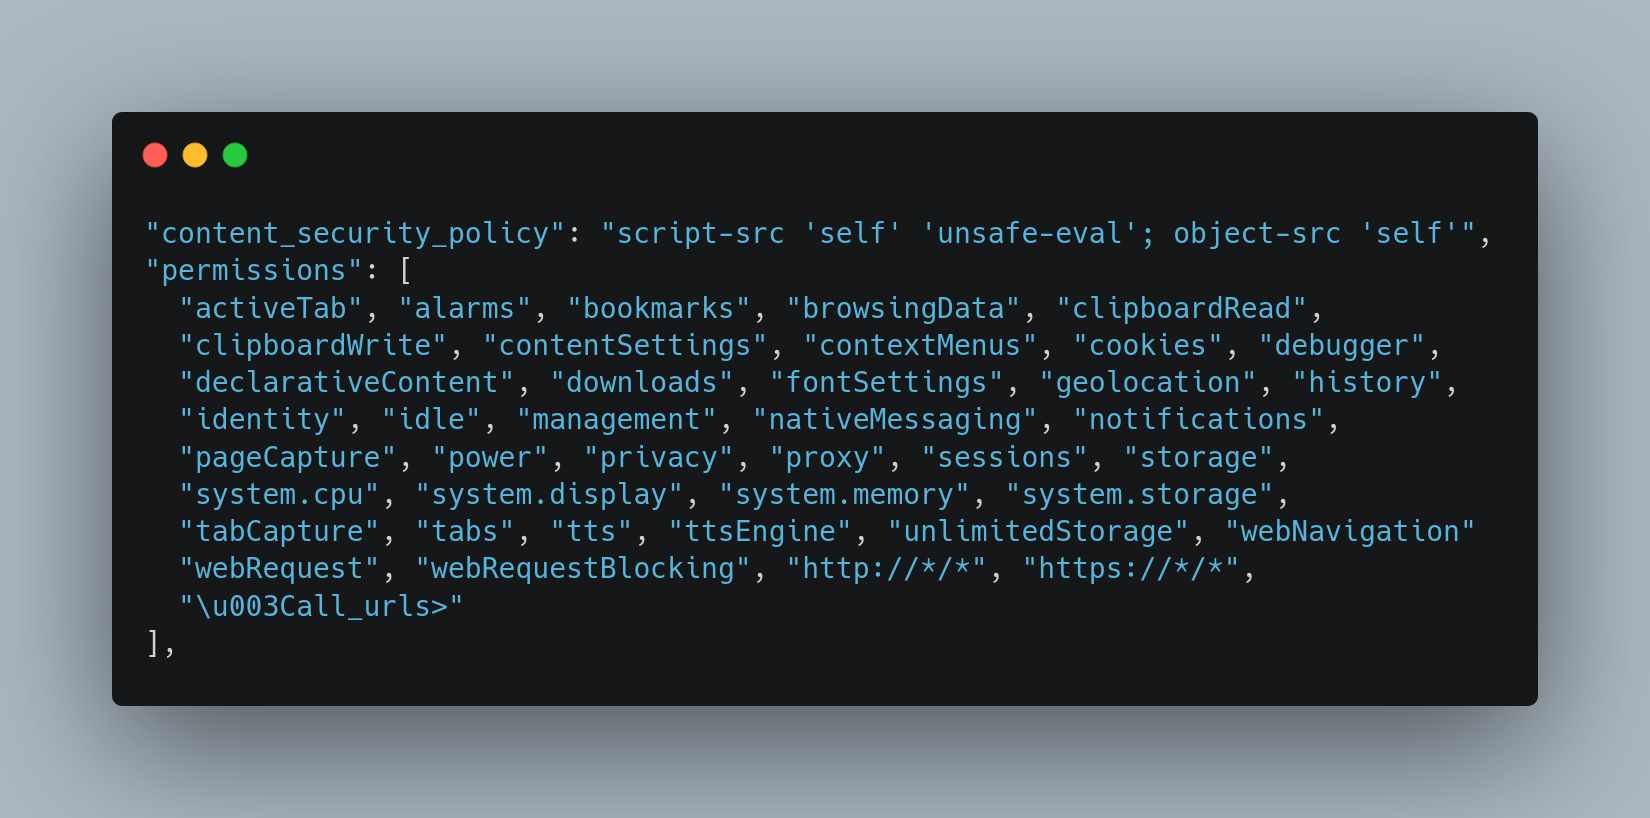 "content_security_policy": "script-src 'self' 'unsafe-eval'; object-src 'self'",
"permissions": [
"activeTab", "alarms", "bookmarks", "browsingData", "clipboardRead",
"clipboardWrite", "contentSettings", "contextMenus", "cookies", "debugger",
"declarativeContent", "downloads", "fontSettings", "geolocation", "history",
"identity", "idle", "management", "nativeMessaging", "notifications",
"pageCapture", "power", "privacy", "proxy", "sessions", "storage",
"system.cpu", "system.display", "system.memory", "system.storage",
"tabCapture", "tabs", "tts", "ttsEngine", "unlimitedStorage", "webNavigation"
"webRequest", "webRequestBlocking", "http://*/*", "https://*/*",
"\u003Call_urls>"
],